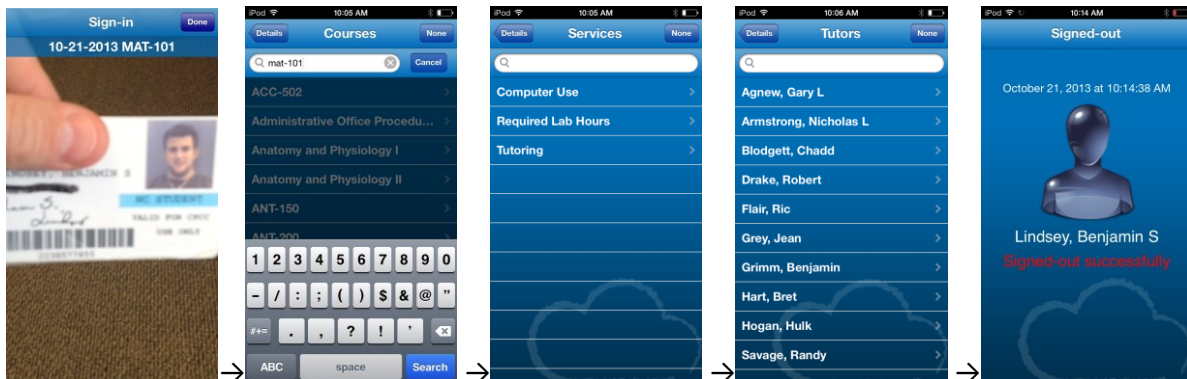 Sign-in
Done
10-21-2013 MAT-101
LINDSEY, BENJAMIN S
NC STUDENT
VALID FOR CPCC
USE ONLY
→
iPod
10:05 AM
Details
Courses
None
mat-101
Cancel
ACC-502
Administrative Office Procedu...
Anatomy and Physiology I
Anatomy and Physiology II
ANT-150
ANT-200
1 2 3 4 5 6 7 8 9 0
- / : ; ( ) $ & @ "
#+= . , ? ! '
ABC space Search
→
iPod
10:05 AM
Details
Services
None
Computer Use
Required Lab Hours
Tutoring
→
iPod
10:06 AM
Details
Tutors
None
Agnew, Gary L
Armstrong, Nicholas L
Blodgett, Chadd
Drake, Robert
Flair, Ric
Grey, Jean
Grimm, Benjamin
Hart, Bret
Hogan, Hulk
Savage, Randy
→
iPod
10:14 AM
Signed-out
October 21, 2013 at 10:14:38 AM
Lindsey, Benjamin S
Signed-out successfully